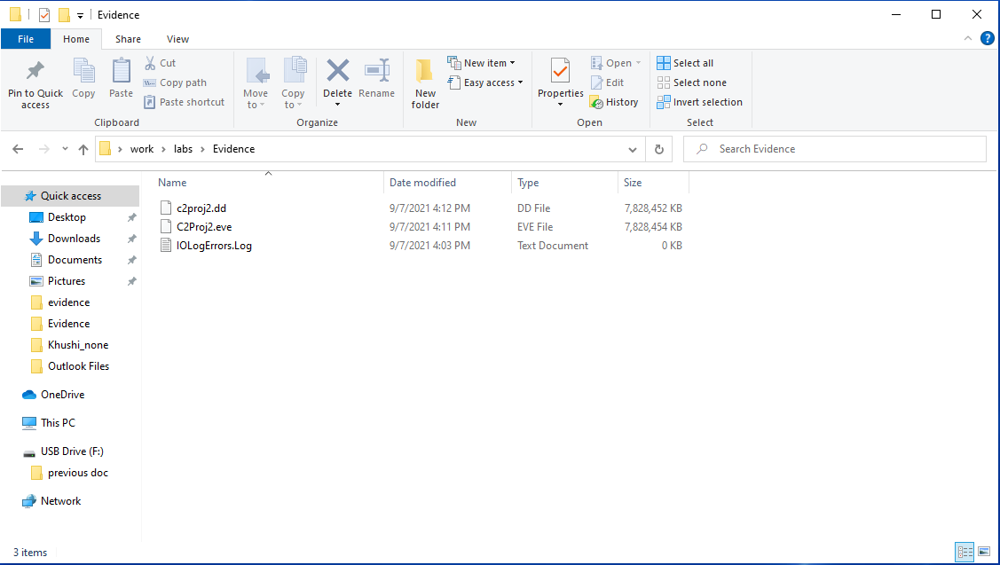 Evidence
File Home Share View
Pin to Quick access
Copy
Paste
Cut
Copy path
Paste shortcut
Clipboard
Move to
Copy to
Delete
Rename
Organize
New folder
New item
Easy access
New
Properties
Open
Edit
History
Open
Select all
Select none
Invert selection
Select
work > labs > Evidence
Search Evidence
Name Date modified Type Size
c2proj2.dd 9/7/2021 4:12 PM DD File 7,828,452 KB
C2Proj2.eve 9/7/2021 4:11 PM EVE File 7,828,454 KB
IOLogErrors.Log 9/7/2021 4:03 PM Text Document 0 KB
Quick access
Desktop
Downloads
Documents
Pictures
evidence
Evidence
Khushi_none
Outlook Files
OneDrive
This PC
USB Drive (F:)
previous doc
Network
3 items